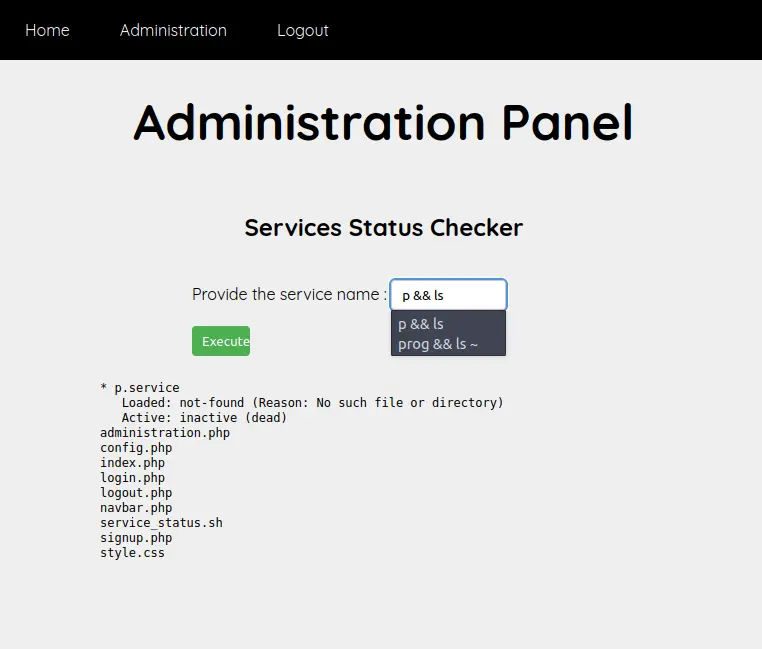 Home Administration Logout
Administration Panel
Services Status Checker
Provide the service name : p && ls
p && ls
prog && ls ~
Execute
* p.service
   Loaded: not-found (Reason: No such file or directory)
   Active: inactive (dead)
administration.php
config.php
index.php
login.php
logout.php
navbar.php
service_status.sh
signup.php
style.css